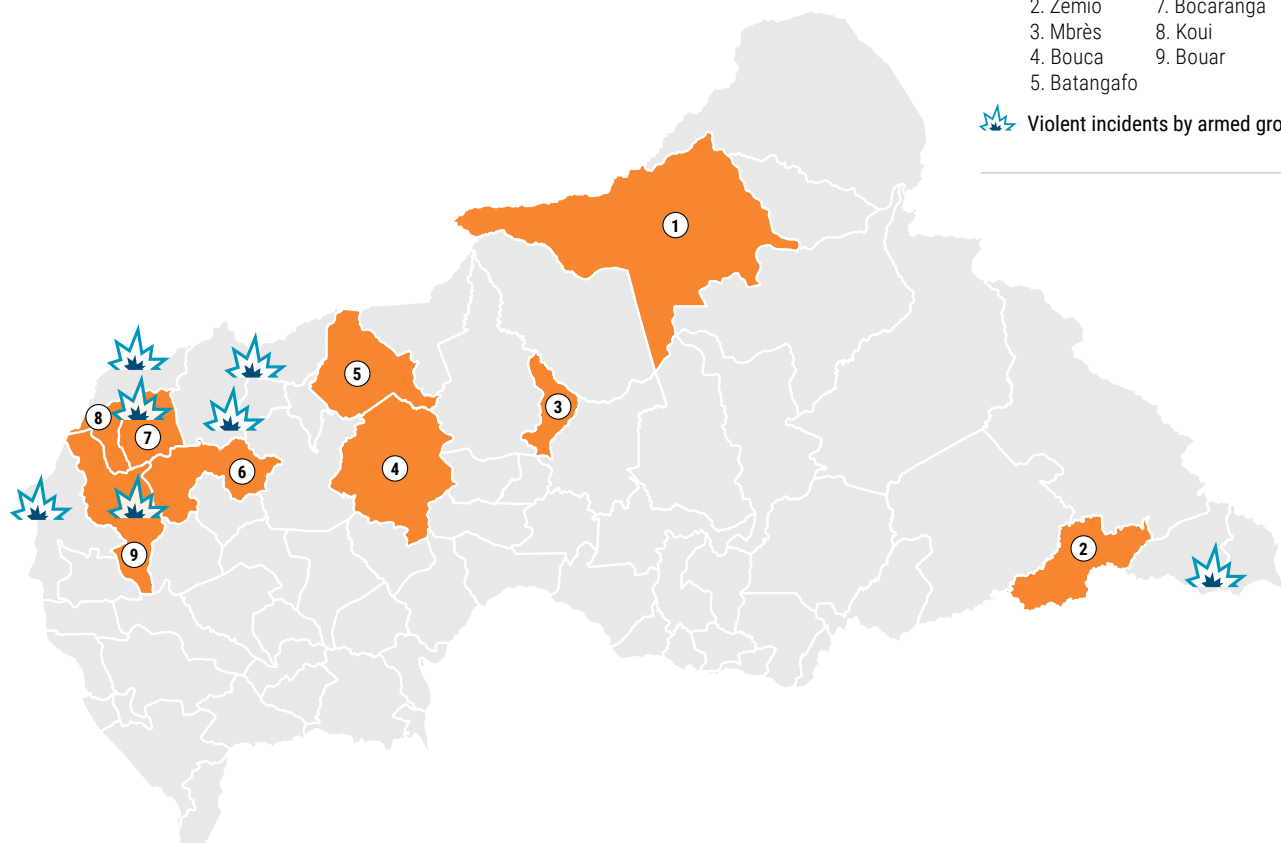 2. Zémio 7. Bocaranga
3. Mbrès 8. Koui
4. Bouca 9. Bouar
5. Batangafo
Violent incidents by armed gro
1
5
3
8
7
6
4
9
2